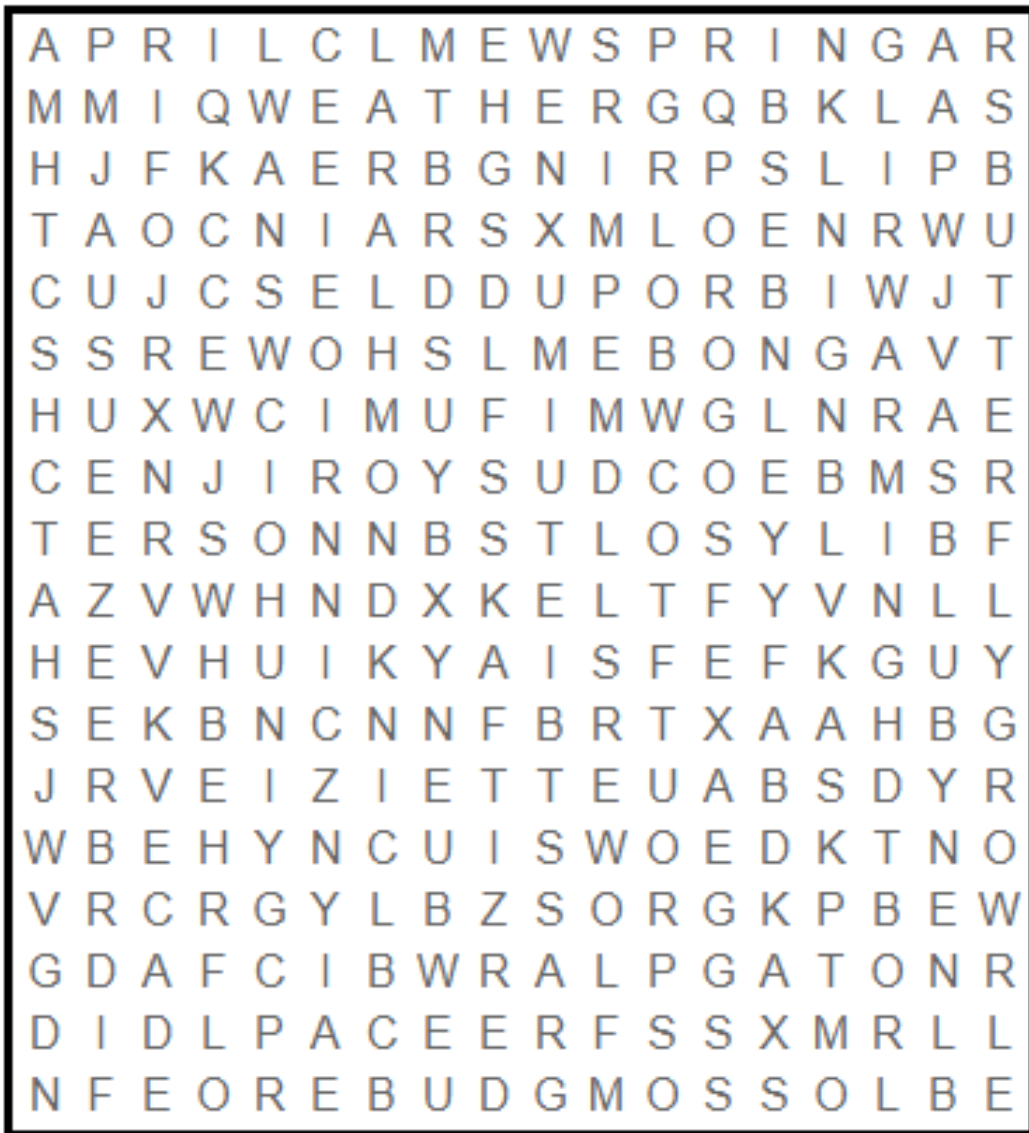 A P R I L C L M E W S P R I N G A R
M M I Q W E A T H E R G Q B K L A S
H J F K A E R B G N I R P S L I P B
T A O C N I A R S X M L O E N R W U
C U J C S E L D D U P O R B I W J T
S S R E W O H S L M E B O N G A V T
H U X W C I M U F I M W G L N R A E
C E N J I R O Y S U D C O E B M S R
T E R S O N N B S T L O S Y L I B F
A Z V W H N D X K E L T F Y V N L L
H E V H U I K Y A I S F E F K G U Y
S E K B N C N N F B R T X A A H B G
J R V E I Z I E T T E U A B S D Y R
W B E H Y N C U I S W O E D K T N O
V R C R G Y L B Z S O R G K P B E W
G D A F C I B W R A L P G A T O N R
D I D L P A C E E R F S S X M R L L
N F E O R E B U D G M O S S O L B E